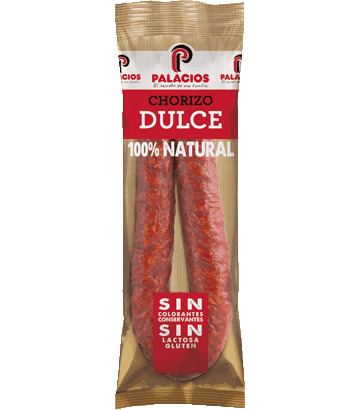 PALACIOS
El secreto de una familia
PALACIOS
PALACIOS
CHORIZO
DULCE
100% NATURAL
SIN
COLORANTES
CONSERVANTES
SIN
LACTOSA
GLUTEN